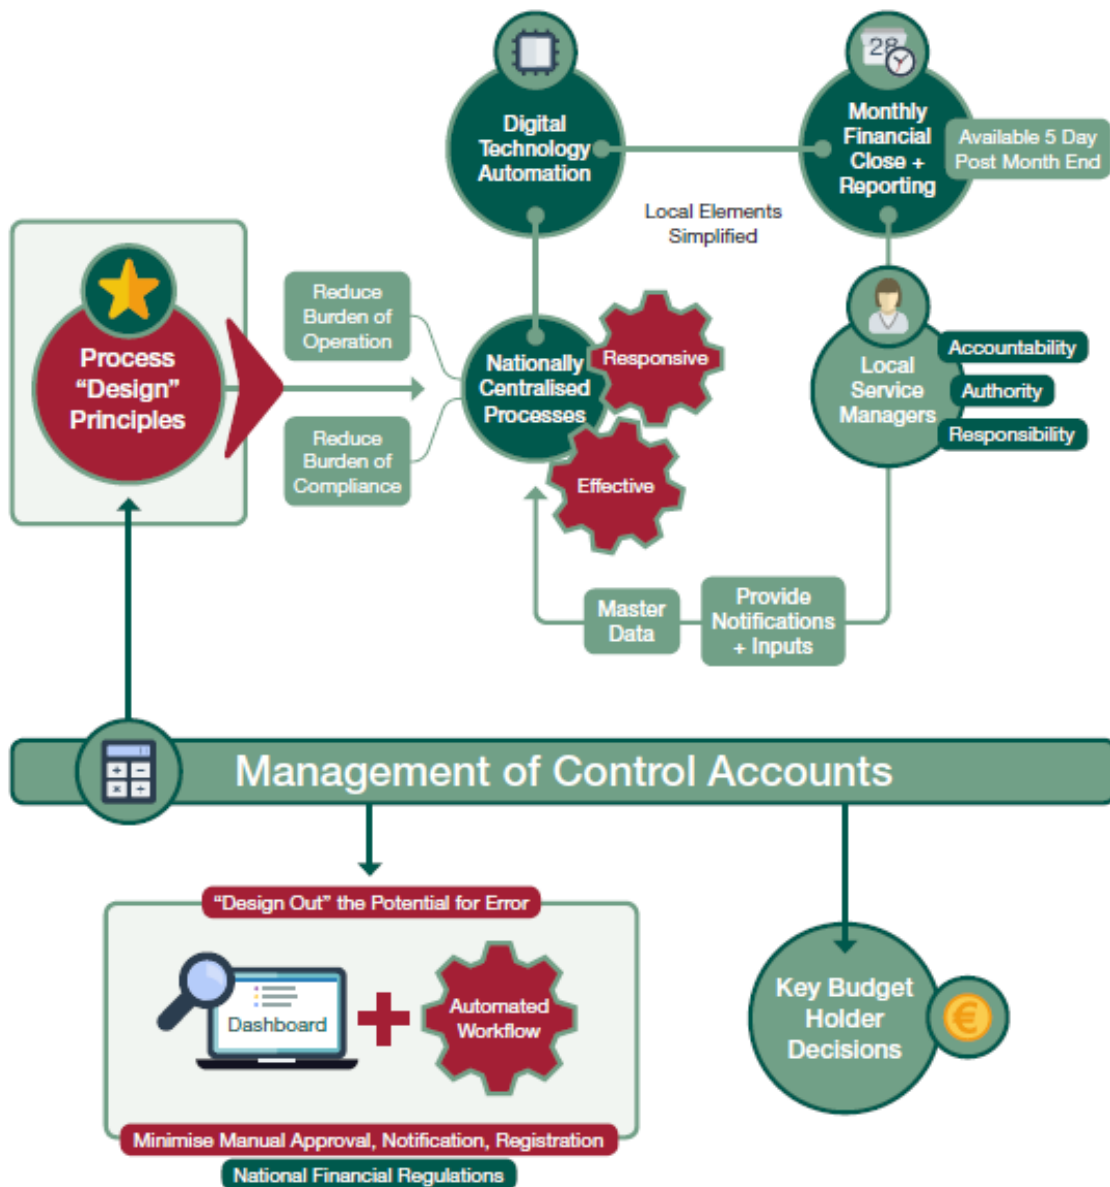 28
Digital
Technology
Automation
Monthly
Financial
Close +
Reporting
Available 5 Day
Post Month End
Local Elements
Simplified
Process
“Design”
Principles
Reduce
Burden of
Operation
Reduce
Burden of
Compliance
Nationally
Centralised
Processes
Responsive
Effective
Local
Service
Managers
Accountability
Authority
Responsibility
Master
Data
Provide
Notifications
+ Inputs
Management of Control Accounts
“Design Out” the Potential for Error
Dashboard
Automated
Workflow
Minimise Manual Approval, Notification, Registration
National Financial Regulations
Key Budget
Holder
Decisions
€